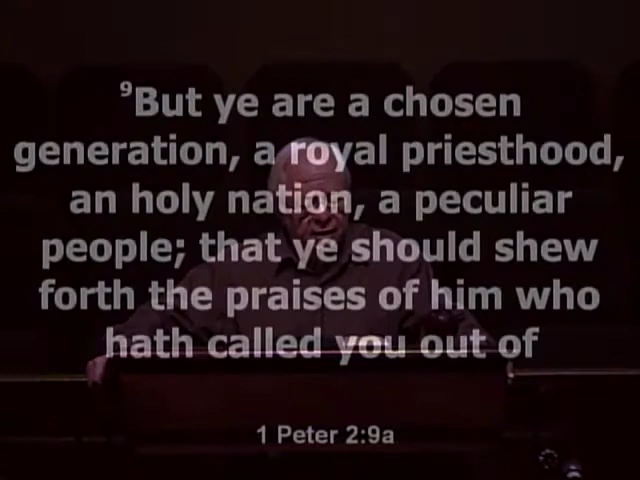 ⁹But ye are a chosen
generation, a royal priesthood,
an holy nation, a peculiar
people; that ye should shew
forth the praises of him who
hath called you out of
1 Peter 2:9a